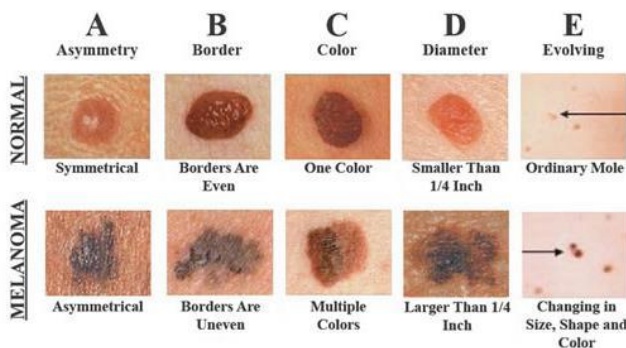 A B C D E
Asymmetry Border Color Diameter Evolving
NORMAL
Symmetrical Borders Are Even One Color Smaller Than 1/4 Inch Ordinary Mole
MELANOMA
Asymmetrical Borders Are Uneven Multiple Colors Larger Than 1/4 Inch Changing in Size, Shape and Color